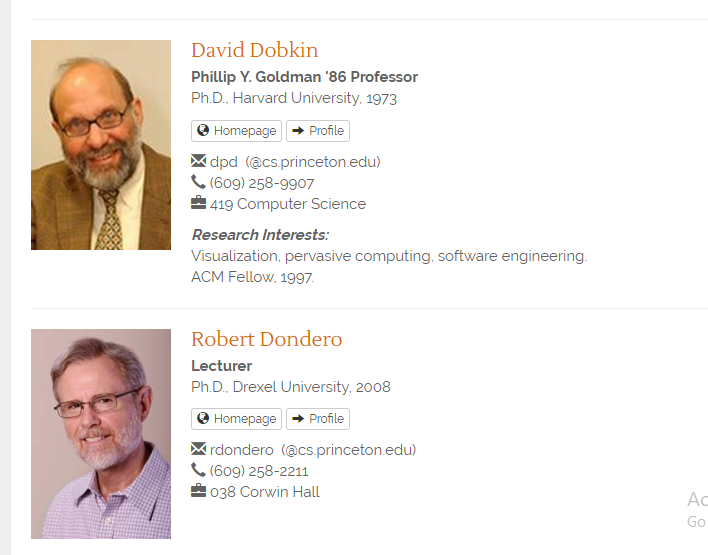 David Dobkin
Phillip Y. Goldman '86 Professor
Ph.D., Harvard University, 1973
Homepage Profile
dpd (@cs.princeton.edu)
(609) 258-9907
419 Computer Science
Research Interests:
Visualization, pervasive computing, software engineering.
ACM Fellow, 1997.
Robert Dondero
Lecturer
Ph.D., Drexel University, 2008
Homepage Profile
rdondero (@cs.princeton.edu)
(609) 258-2211
038 Corwin Hall
Ac
Go